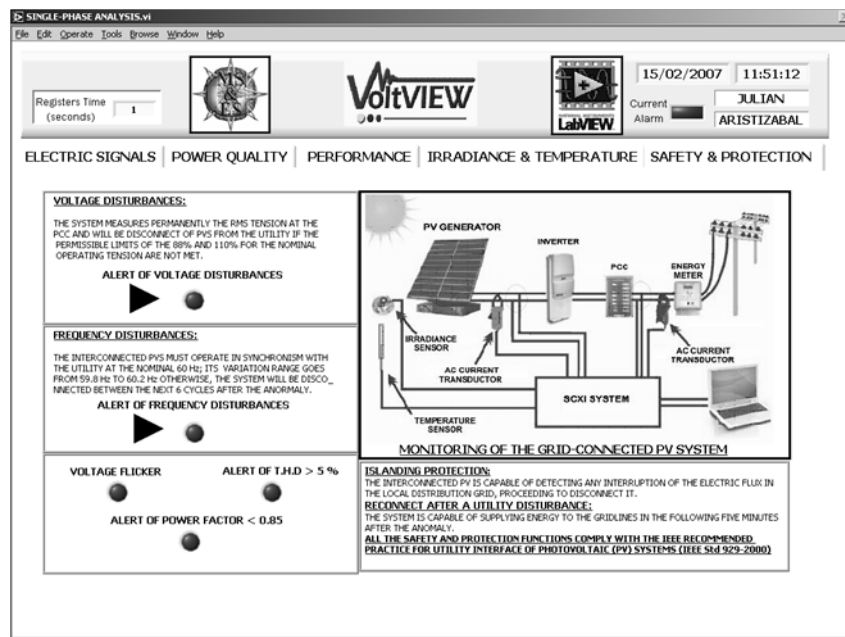 SINGLE-PHASE ANALYSIS.vi
File Edit Operate Tools Browse Window Help
Registers Time
(seconds)
1
MS
&
ES
VoltVIEW
NATIONAL INSTRUMENTS
LabVIEW
15/02/2007 11:51:12
Current
Alarm
JULIAN
ARISTIZABAL
ELECTRIC SIGNALS POWER QUALITY PERFORMANCE IRRADIANCE & TEMPERATURE SAFETY & PROTECTION
VOLTAGE DISTURBANCES:
THE SYSTEM MEASURES PERMANENTLY THE RMS TENSION AT THE
PCC AND WILL BE DISCONNECT OF PVS FROM THE UTILITY IF THE
PERMISSIBLE LIMITS OF THE 88% AND 110% FOR THE NOMINAL
OPERATING TENSION ARE NOT MET.
ALERT OF VOLTAGE DISTURBANCES
FREQUENCY DISTURBANCES:
THE INTERCONNECTED PVS MUST OPERATE IN SYNCHRONISM WITH
THE UTILITY AT THE NOMINAL 60 Hz; ITS VARIATION RANGE GOES
FROM 59.8 Hz TO 60.2 Hz OTHERWISE, THE SYSTEM WILL BE DISCO_
NNECTED BETWEEN THE NEXT 6 CYCLES AFTER THE ANORMALY.
ALERT OF FREQUENCY DISTURBANCES
VOLTAGE FLICKER
ALERT OF T.H.D > 5 %
ALERT OF POWER FACTOR < 0.85
PV GENERATOR
INVERTER
PCC
ENERGY
METER
IRRADIANCE
SENSOR
AC CURRENT
TRANSDUCTOR
AC CURRENT
TRANSDUCTOR
TEMPERATURE
SENSOR
SCXI SYSTEM
MONITORING OF THE GRID-CONNECTED PV SYSTEM
ISLANDING PROTECTION:
THE INTERCONNECTED PV IS CAPABLE OF DETECTING ANY INTERRUPTION OF THE ELECTRIC FLUX IN
THE LOCAL DISTRIBUTION GRID, PROCEEDING TO DISCONNECT IT.
RECONNECT AFTER A UTILITY DISTURBANCE:
THE SYSTEM IS CAPABLE OF SUPPLYING ENERGY TO THE GRIDLINES IN THE FOLLOWING FIVE MINUTES
AFTER THE ANOMALY.
ALL THE SAFETY AND PROTECTION FUNCTIONS COMPLY WITH THE IEEE RECOMMENDED
PRACTICE FOR UTILITY INTERFACE OF PHOTOVOLTAIC (PV) SYSTEMS (IEEE Std 929-2000)